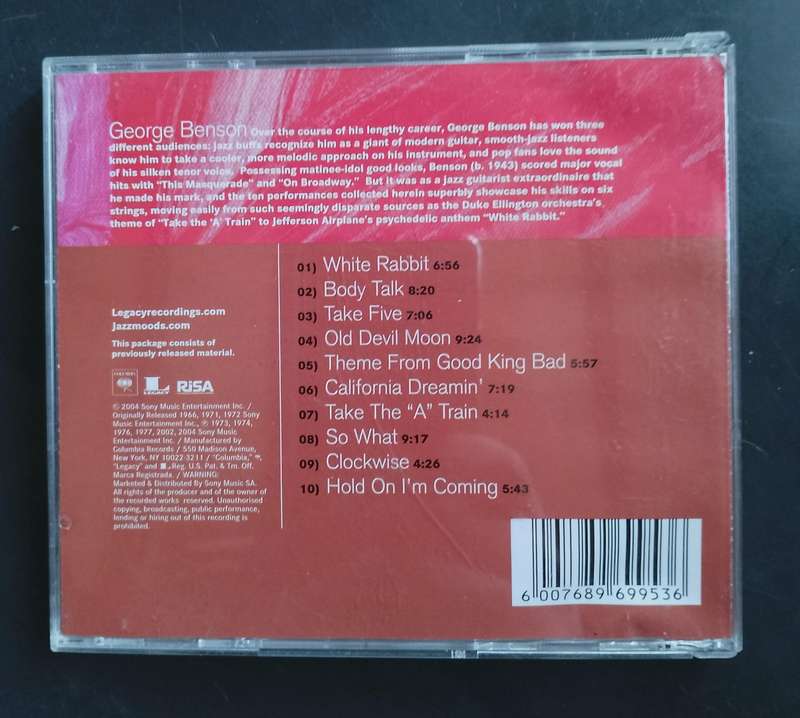 George Benson Over the course of his lengthy career, George Benson has won three
different audiences: jazz buffs recognize him as a giant of modern guitar, smooth-jazz listeners
know him to take a cooler, more melodic approach on his instrument, and pop fans love the sound
of his silken tenor voice. Possessing matinee-idol good looks, Benson (b. 1943) scored major vocal
hits with "This Masquerade" and "On Broadway." But it was as a jazz guitarist extraordinaire that
he made his mark, and the ten performances collected herein superbly showcase his skills on six
strings, moving easily from such seemingly disparate sources as the Duke Ellington orchestra's
theme of "Take the 'A' Train" to Jefferson Airplane's psychedelic anthem "White Rabbit."
01) White Rabbit 6:56
02) Body Talk 8:20
03) Take Five 7:06
04) Old Devil Moon 9:24
05) Theme From Good King Bad 5:57
06) California Dreamin' 7:19
07) Take The "A" Train 4:14
08) So What 9:17
09) Clockwise 4:26
10) Hold On I'm Coming 5:43
Legacyrecordings.com
Jazzmoods.com
This package consists of
previously released material.
RiSA
© 2004 Sony Music Entertainment Inc. /
Originally Released 1966, 1971, 1972 Sony
Music Entertainment Inc., ℗ 1973, 1974,
1976, 1977, 2002, 2004 Sony Music
Entertainment Inc. / Manufactured by
Columbia Records / 550 Madison Avenue,
New York, NY 10022-3211 / "Columbia," ,
"Legacy" and Reg. U.S. Pat. & Tm. Off.
Marca Registrada. / WARNING:
Marketed & Distributed By Sony Music SA.
All rights of the producer and of the owner of
the recorded works reserved. Unauthorised
copying, broadcasting, public performance,
lending or hiring out of this recording is
prohibited.
6 007689 699536